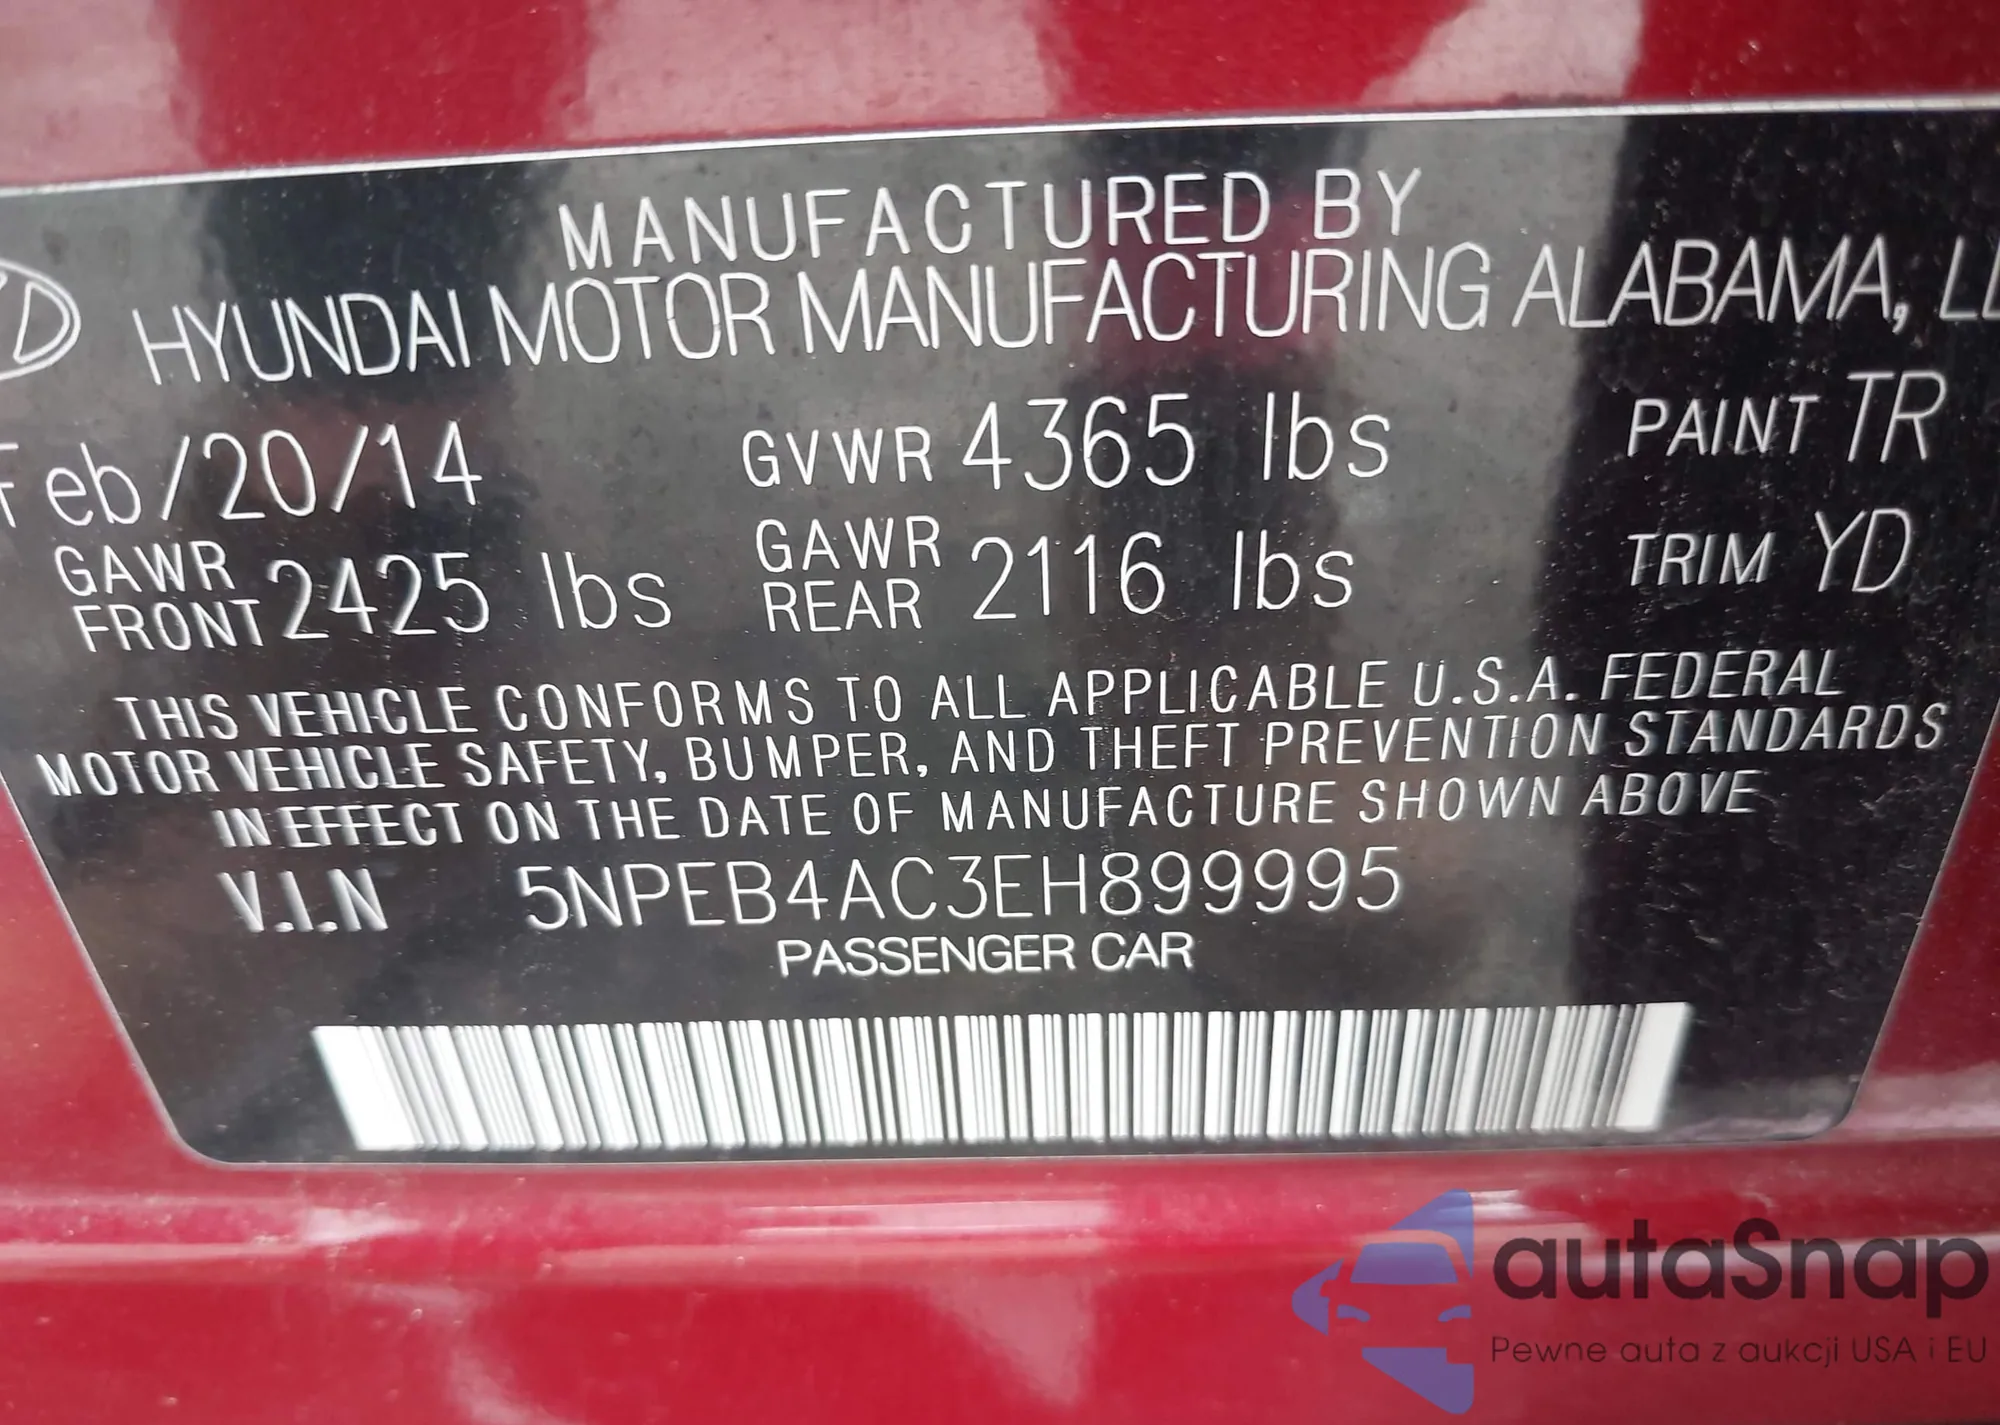 MANUFACTURED BY
HYUNDAI MOTOR MANUFACTURING ALABAMA, LL
Feb/20/14 GVWR 4365 lbs PAINT TR
GAWR FRONT 2425 lbs GAWR REAR 2116 lbs TRIM YD
THIS VEHICLE CONFORMS TO ALL APPLICABLE U.S.A. FEDERAL
MOTOR VEHICLE SAFETY, BUMPER, AND THEFT PREVENTION STANDARDS
IN EFFECT ON THE DATE OF MANUFACTURE SHOWN ABOVE
V.I.N 5NPEB4AC3EH899995
PASSENGER CAR
autaSnap
Pewne auta z aukcji USA i EU